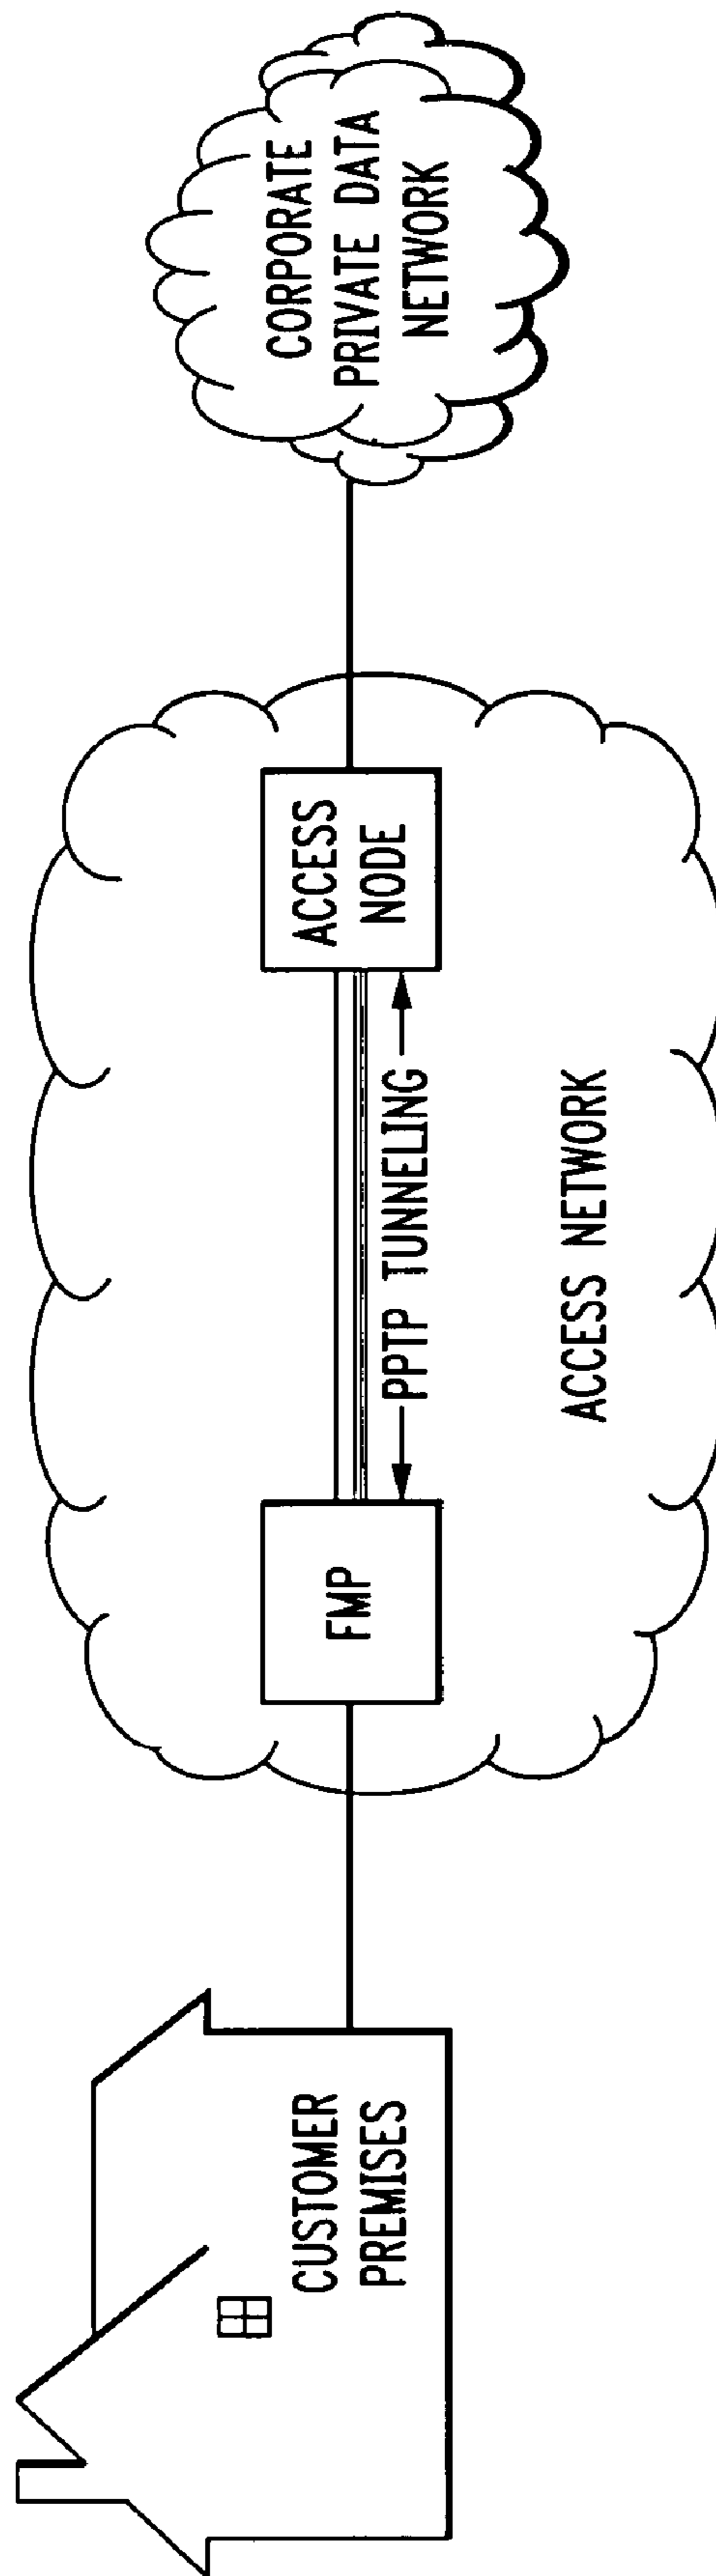 CUSTOMER
PREMISES
FMP
PPTP TUNNELING
ACCESS
NODE
ACCESS NETWORK
CORPORATE
PRIVATE DATA
NETWORK